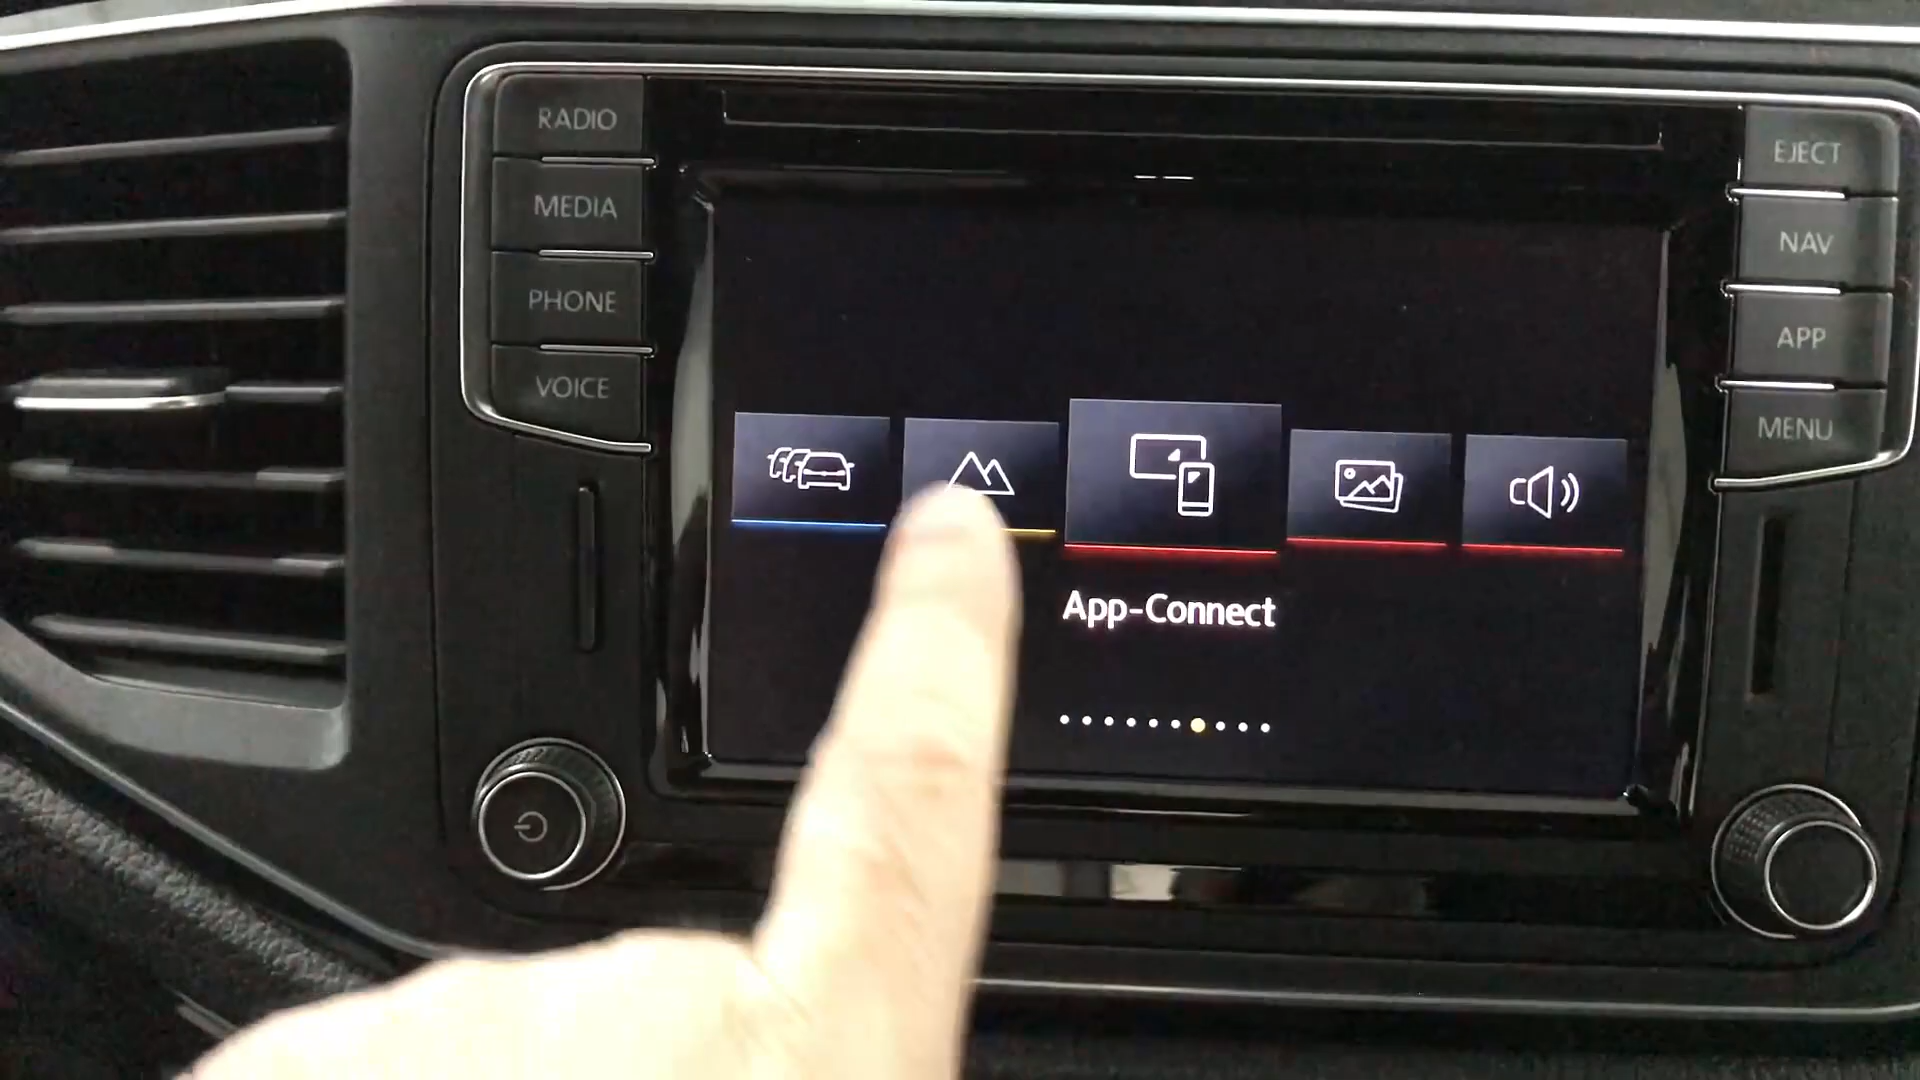 RADIO
MEDIA
PHONE
VOICE
EJECT
NAV
APP
MENU
App-Connect